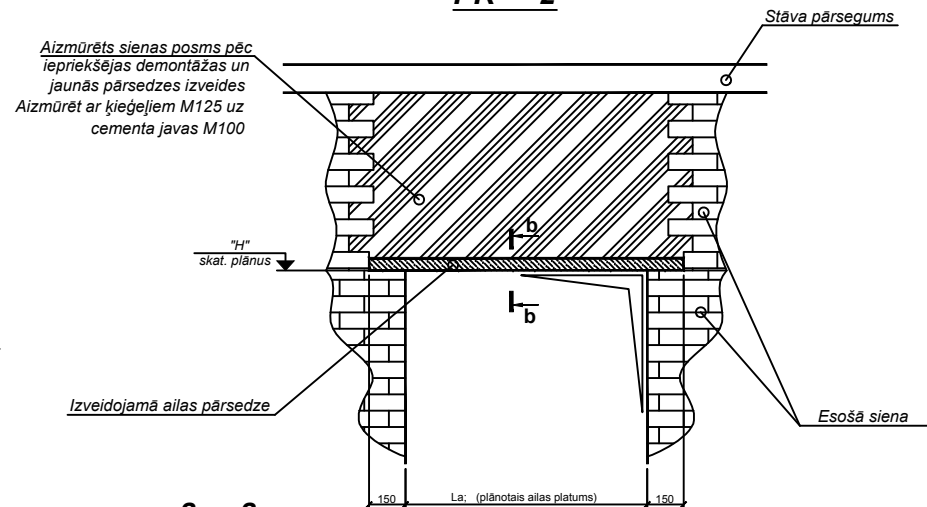 Stāva pārsegums
Aizmūrēts sienas posms pēc
iepriekšējas demontāžas un
jaunās pārsedzes izveides
Aizmūrēt ar ķieģeļiem M125 uz
cementa javas M100
b
"H"
skat. plānus
b
Izveidojamā ailas pārsedze
Esošā siena
150
La; (plānotais ailas platums)
150